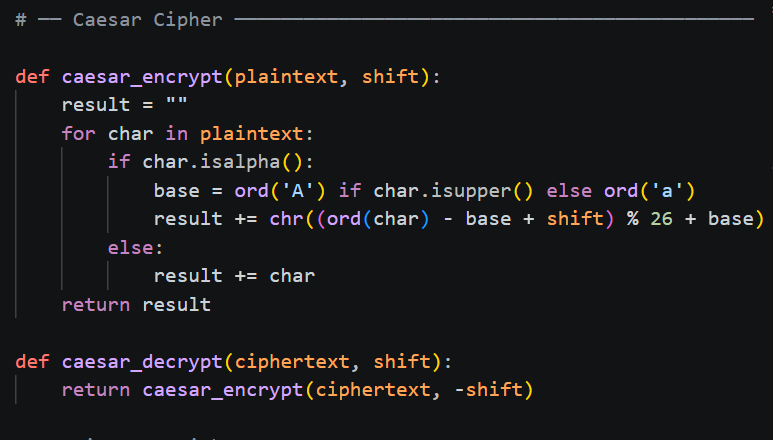 # ── Caesar Cipher ─────────────────────────────────────────────
def caesar_encrypt(plaintext, shift):
    result = ""
    for char in plaintext:
        if char.isalpha():
            base = ord('A') if char.isupper() else ord('a')
            result += chr((ord(char) - base + shift) % 26 + base)
        else:
            result += char
    return result
def caesar_decrypt(ciphertext, shift):
    return caesar_encrypt(ciphertext, -shift)